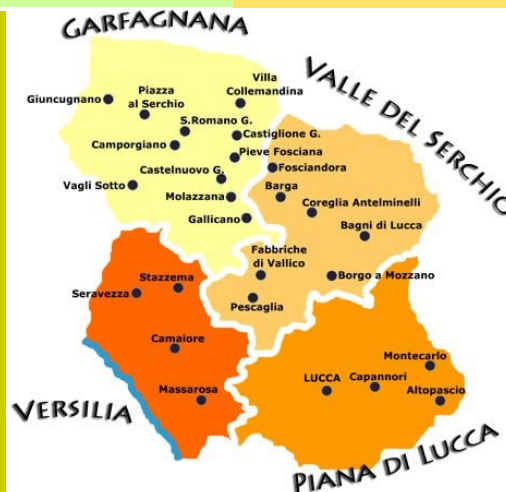 GARFAGNANA
VALLE DEL SERCHIO
Villa
Collemandina
Piazza
al Serchio
Giuncugnano
S.Romano G.
Castiglione G.
Camporgiano
Pieve Fosciana
Fosciandora
Castelnuovo G.
Vagli Sotto
Barga
Molazzana
Coreglia Antelminelli
Gallicano
Bagni di Lucca
Fabbriche
di Vallico
Borgo a Mozzano
Stazzema
Seravezza
Pescaglia
Camaiore
Montecarlo
LUCCA
Capannori
Massarosa
Altopascio
VERSILIA
PIANA DI LUCCA